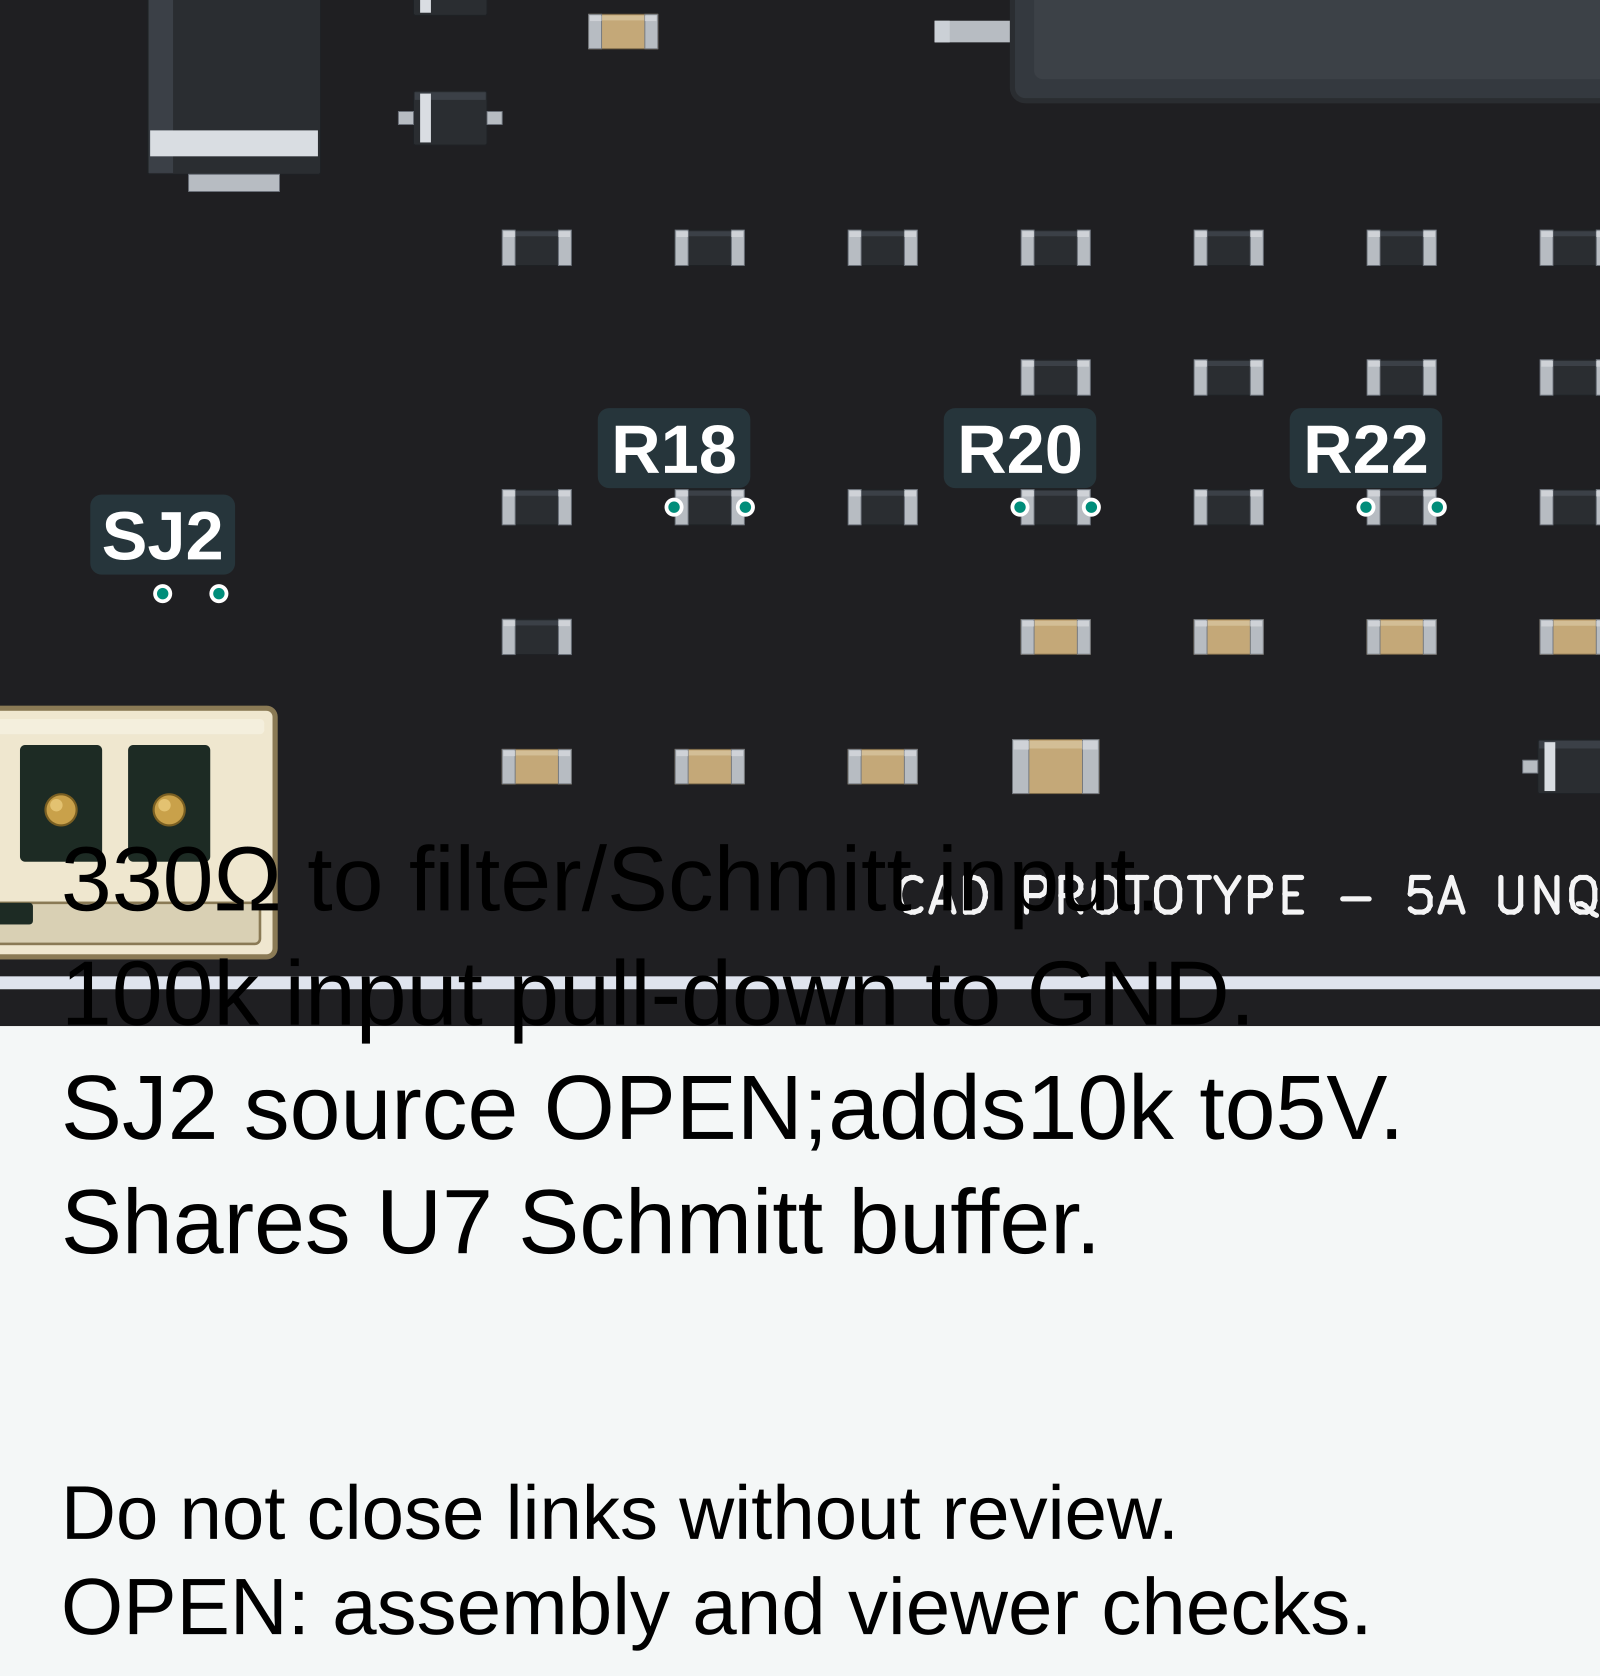 R18 R20 R22
SJ2
330Ω to filter/Schmitt input.
CAD PROTOTYPE — 5A UNQ
100k input pull-down to GND.
SJ2 source OPEN;adds10k to5V.
Shares U7 Schmitt buffer.
Do not close links without review.
OPEN: assembly and viewer checks.